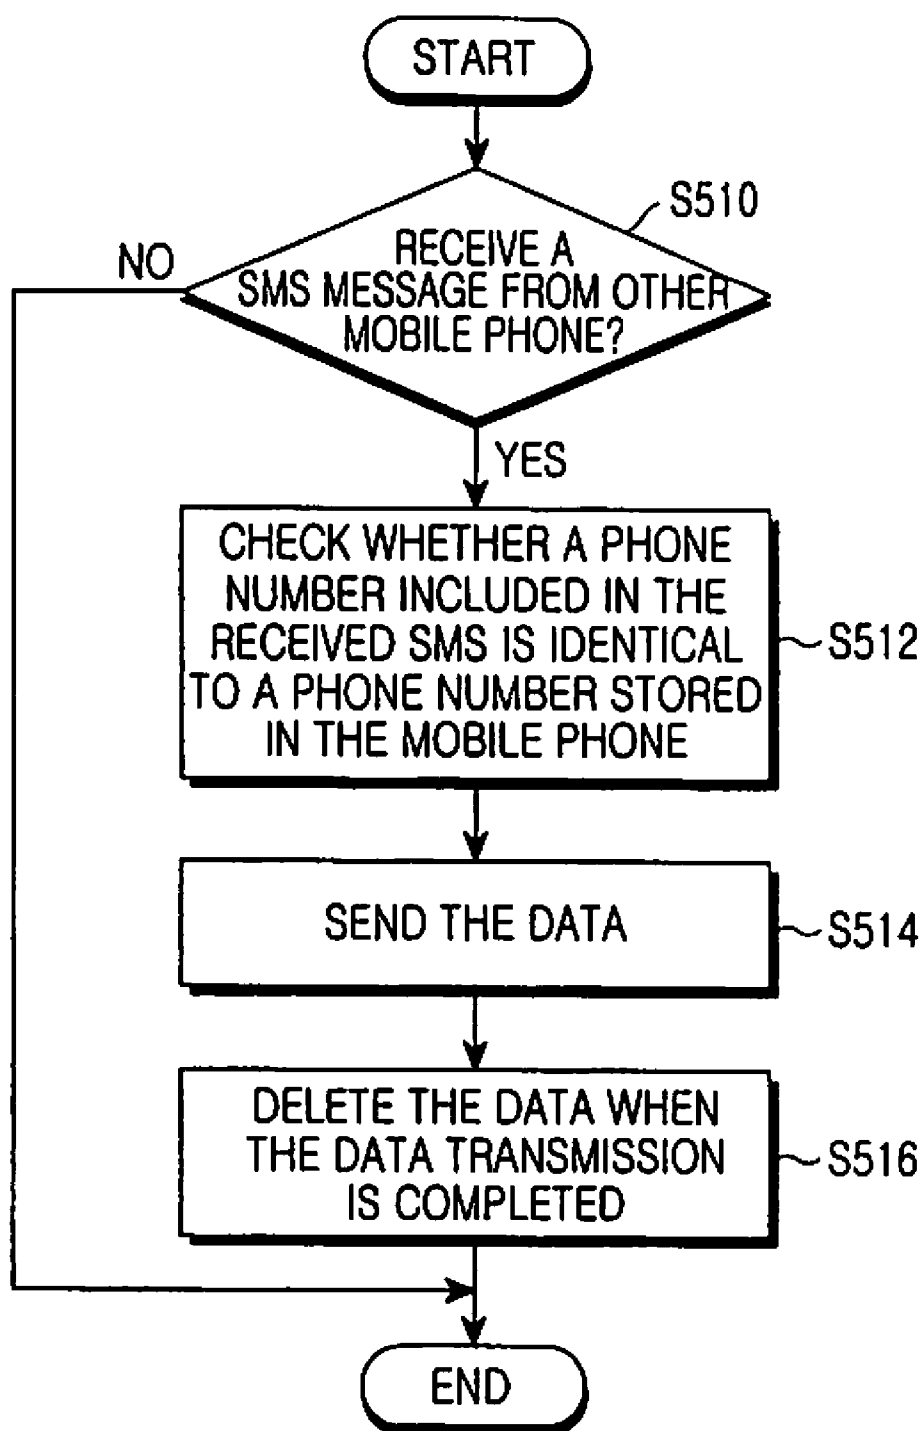 START
S510
RECEIVE A
SMS MESSAGE FROM OTHER
MOBILE PHONE?
NO
YES
CHECK WHETHER A PHONE
NUMBER INCLUDED IN THE
RECEIVED SMS IS IDENTICAL
TO A PHONE NUMBER STORED
IN THE MOBILE PHONE
S512
SEND THE DATA
S514
DELETE THE DATA WHEN
THE DATA TRANSMISSION
IS COMPLETED
S516
END